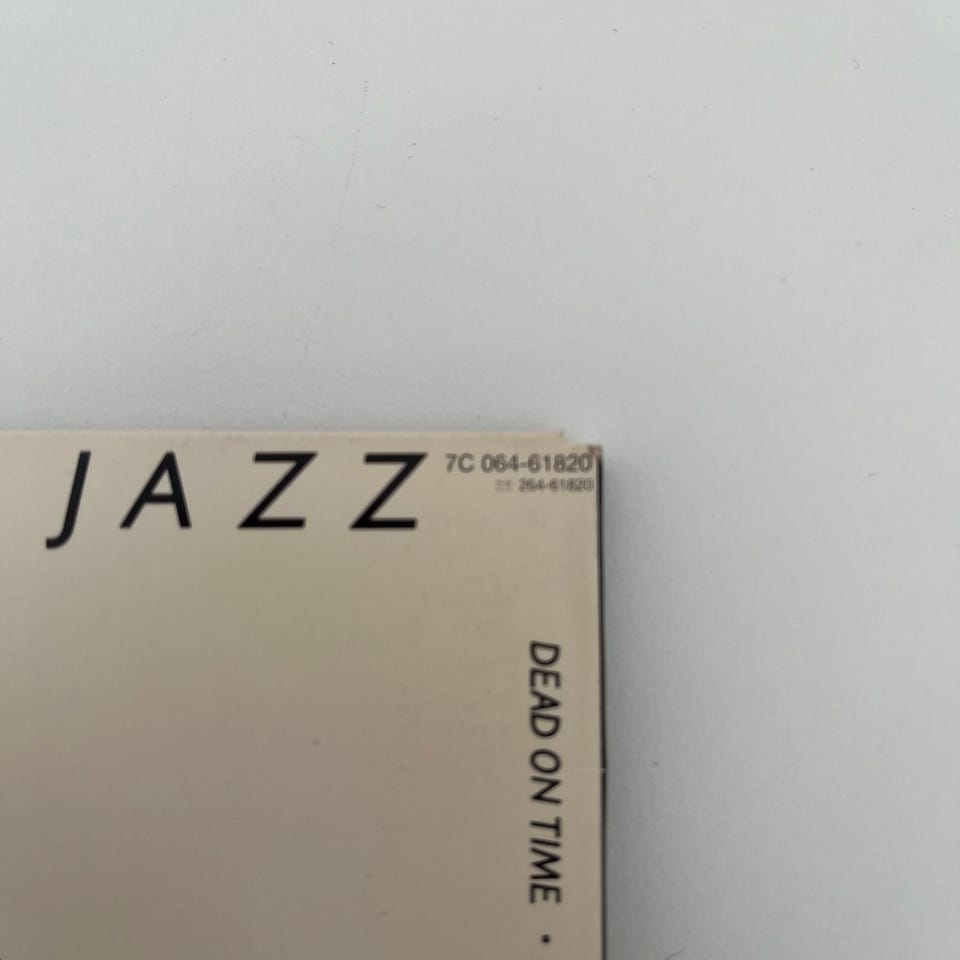 JAZZ
7C 064-61820
264-61820
DEAD ON TIME •